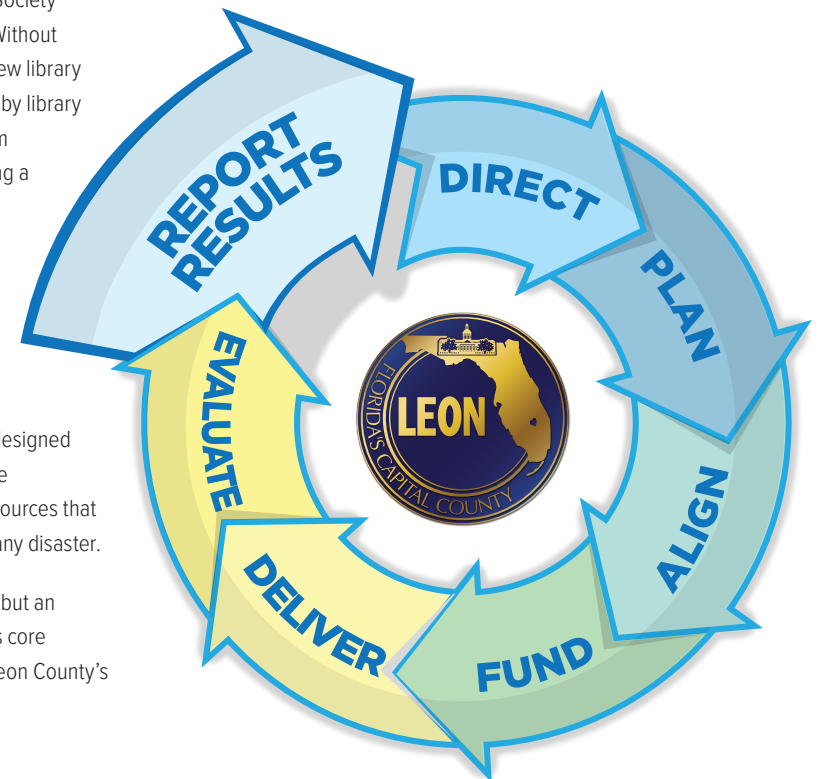 Society
Without
ew library
by library
m
ng a
designed
e
ources that
any disaster.
but an
s core
eon County's
REPORT
RESULTS
DIRECT
PLAN
ALIGN
FUND
DELIVER
EVALUATE
LEON
FLORIDA'S CAPITAL COUNTY